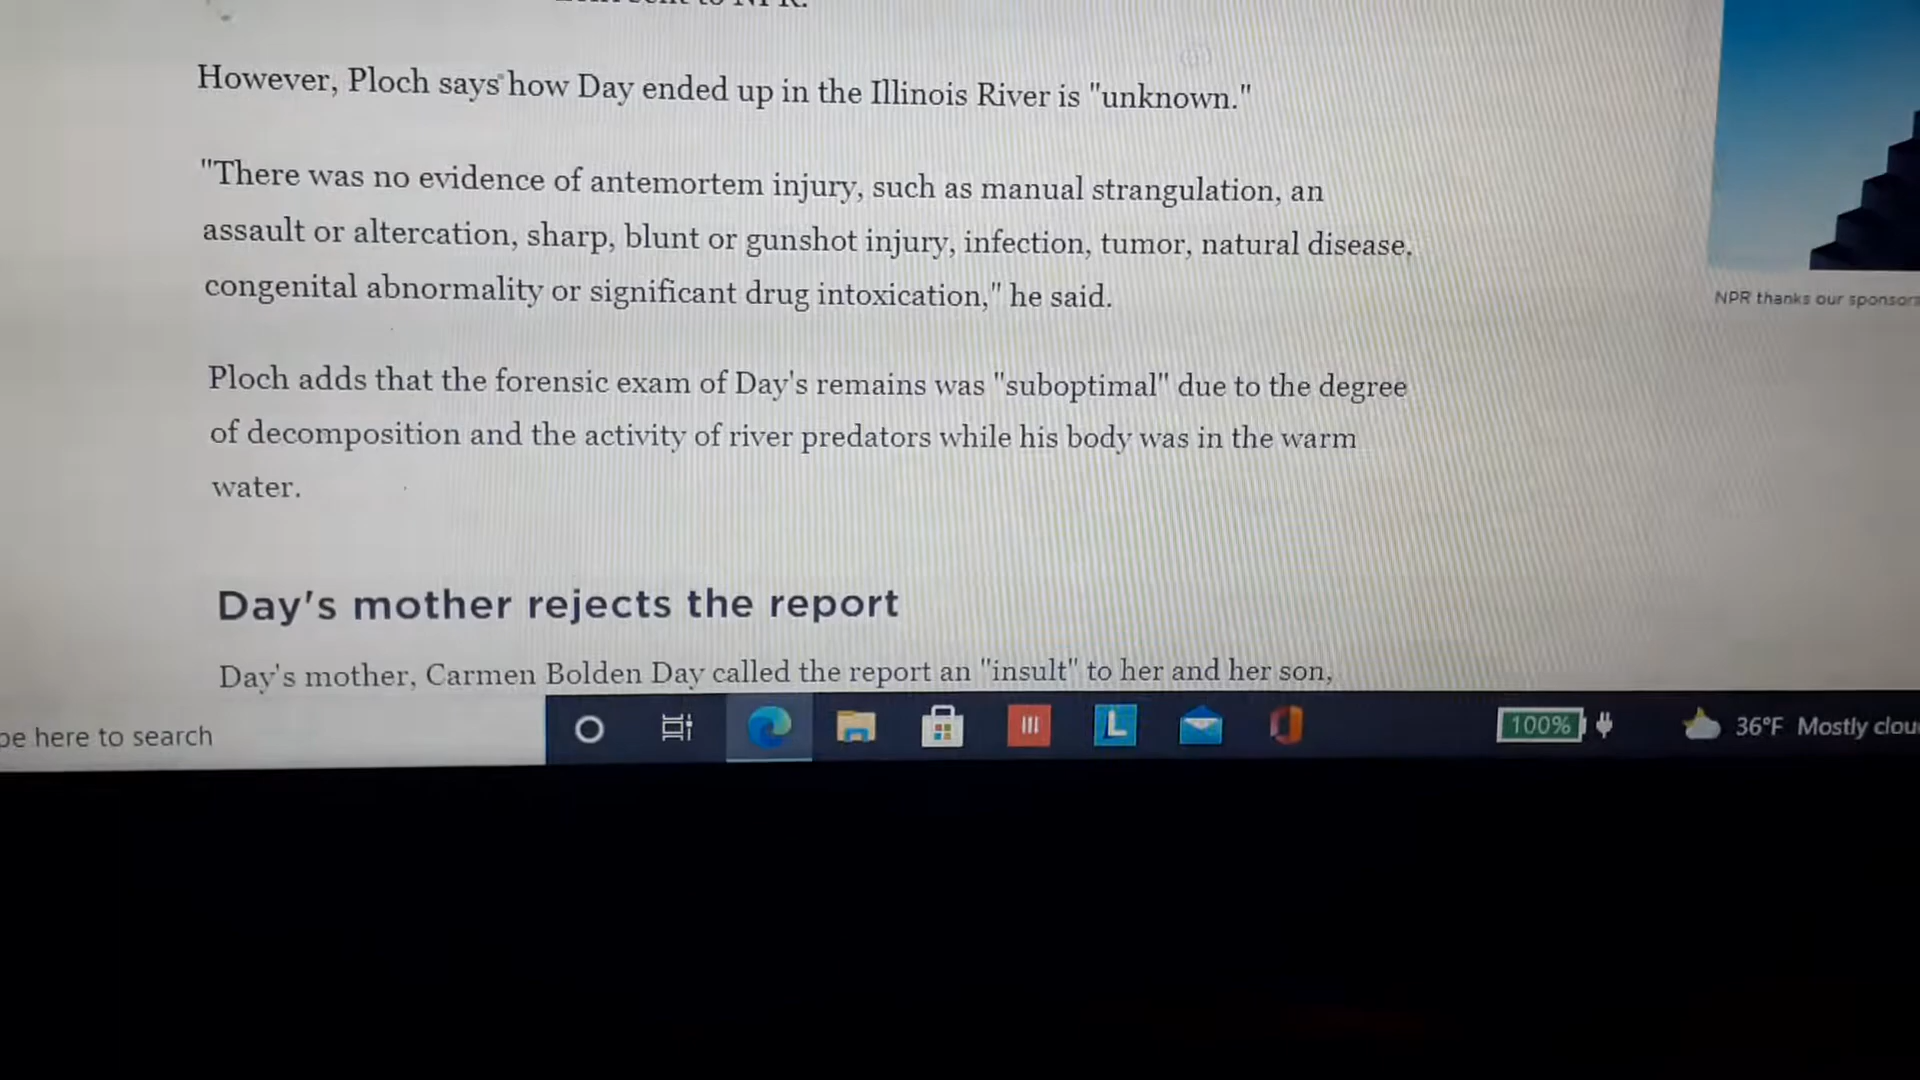 However, Ploch says how Day ended up in the Illinois River is "unknown."
"There was no evidence of antemortem injury, such as manual strangulation, an
assault or altercation, sharp, blunt or gunshot injury, infection, tumor, natural disease.
congenital abnormality or significant drug intoxication," he said.
NPR thanks our sponsors
Ploch adds that the forensic exam of Day's remains was "suboptimal" due to the degree
of decomposition and the activity of river predators while his body was in the warm
water.
Day's mother rejects the report
Day's mother, Carmen Bolden Day called the report an "insult" to her and her son,
pe here to search
L
100%
36°F Mostly clou